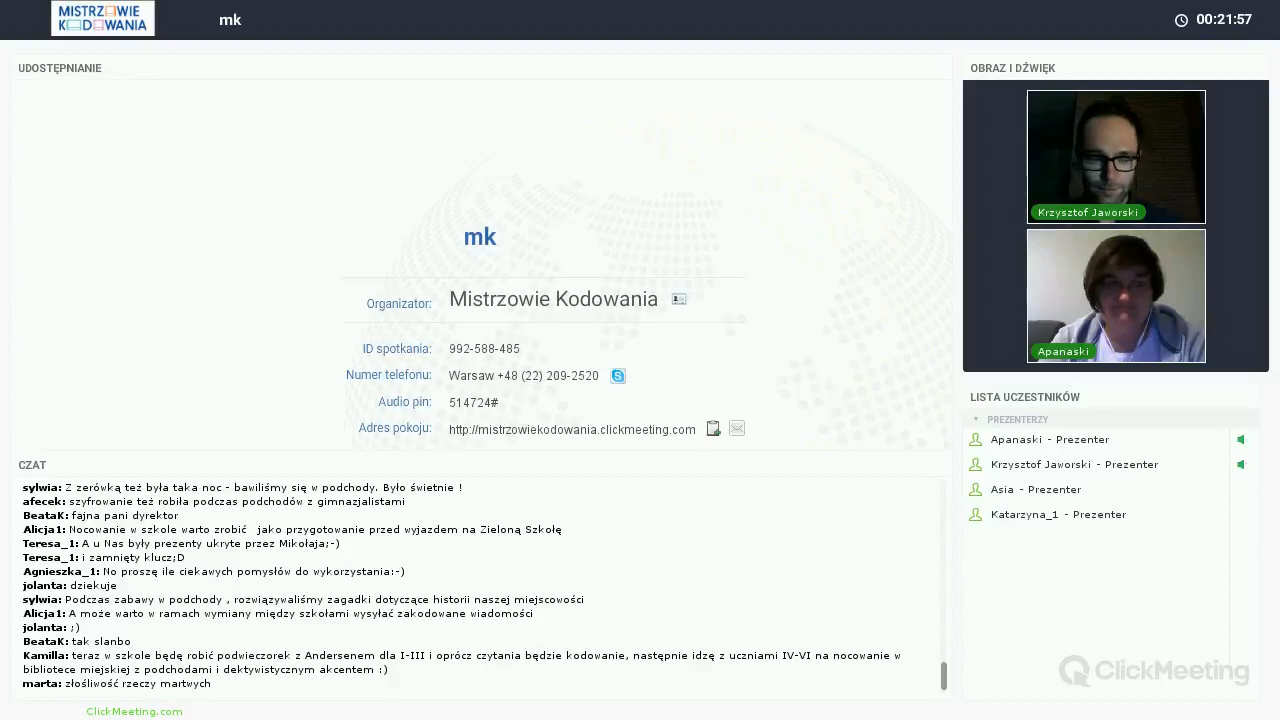 MISTRZOWIE
KODOWANIA
mk
00:21:57
UDOSTĘPNIANIE
mk
Organizator: Mistrzowie Kodowania
ID spotkania: 992-588-485
Numer telefonu: Warsaw +48 (22) 209-2520
Audio pin: 514724#
Adres pokoju: http://mistrzowiekodowania.clickmeeting.com
CZAT
sylwia: Z zerówką też była taka noc - bawiliśmy się w podchody. Było świetnie !
afecek: szyfrowanie też robiła podczas podchodów z gimnazjalistami
BeataK: fajna pani dyrektor
Alicja1: Nocowanie w szkole warto zrobić jako przygotowanie przed wyjazdem na Zieloną Szkołę
Teresa_1: A u Nas były prezenty ukryte przez Mikołaja;-)
Teresa_1: i zamnięty klucz;D
Agnieszka_1: No proszę ile ciekawych pomysłów do wykorzystania:-)
jolanta: dziekuje
sylwia: Podczas zabawy w podchody , rozwiązywaliśmy zagadki dotyczące historii naszej miejscowości
Alicja1: A może warto w ramach wymiany między szkołami wysyłać zakodowane wiadomości
jolanta: ;)
BeataK: tak slanbo
Kamilla: teraz w szkole będę robić podwieczorek z Andersenem dla I-III i oprócz czytania będzie kodowanie, następnie idzę z uczniami IV-VI na nocowanie w
bibliotece miejskiej z podchodami i dektywistycznym akcentem :)
marta: złośliwość rzeczy martwych
ClickMeeting.com
OBRAZ I DŹWIĘK
Krzysztof Jaworski
Apanaski
LISTA UCZESTNIKÓW
PREZENTERZY
Apanaski - Prezenter
Krzysztof Jaworski - Prezenter
Asia - Prezenter
Katarzyna_1 - Prezenter
ClickMeeting